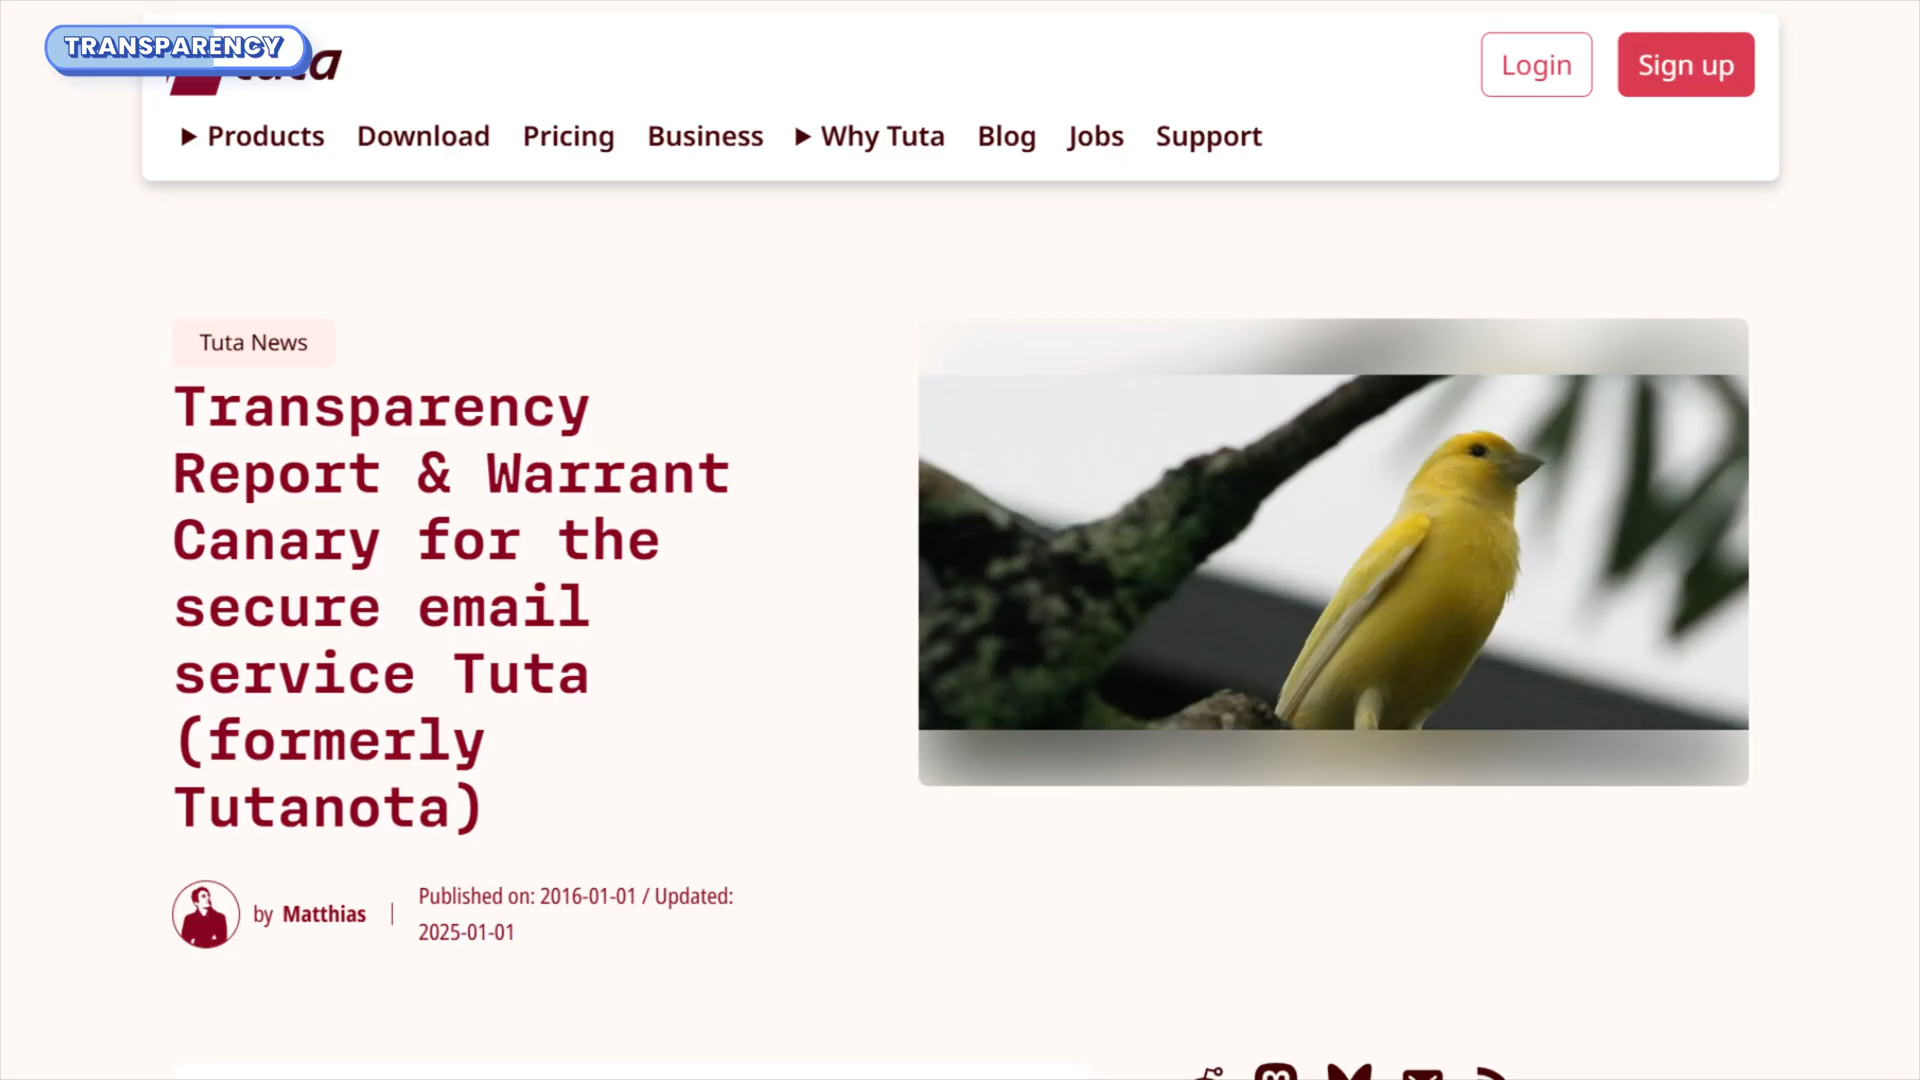 TRANSPARENCY
tuta
Login
Sign up
Products
Download
Pricing
Business
Why Tuta
Blog
Jobs
Support
Tuta News
Transparency
Report & Warrant
Canary for the
secure email
service Tuta
(formerly
Tutanota)
by Matthias
Published on: 2016-01-01 / Updated:
2025-01-01